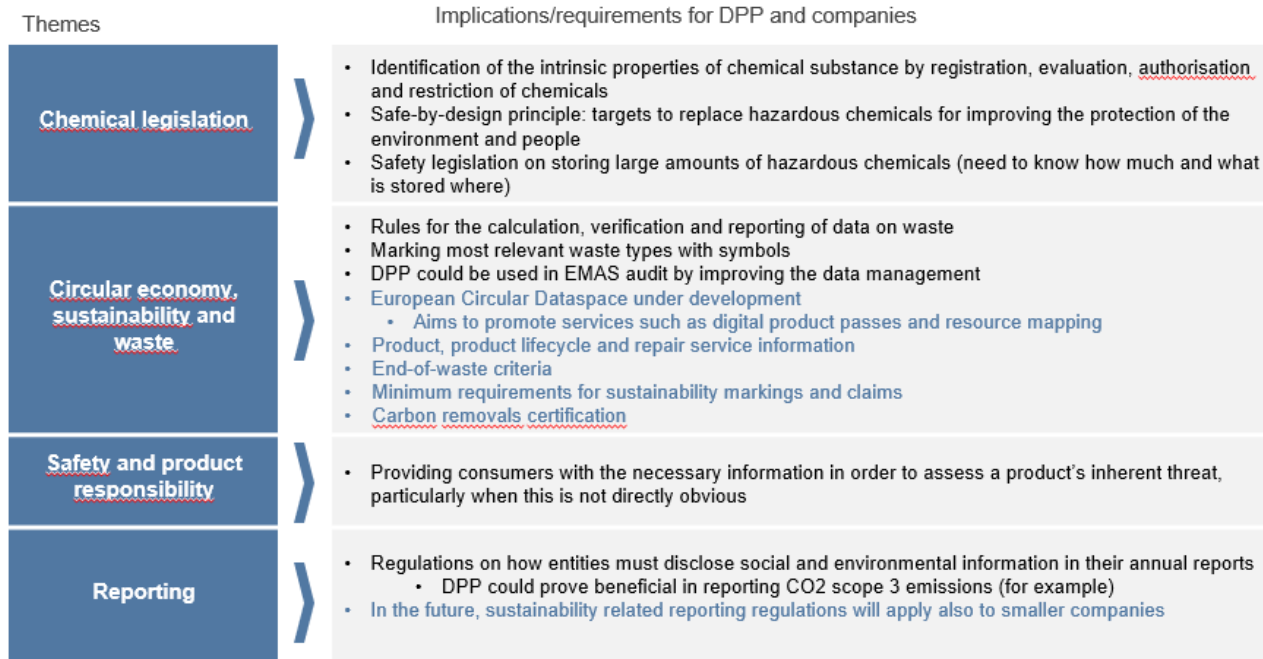 Themes
Implications/requirements for DPP and companies
Chemical legislation
• Identification of the intrinsic properties of chemical substance by registration, evaluation, authorisation
and restriction of chemicals
• Safe-by-design principle: targets to replace hazardous chemicals for improving the protection of the
environment and people
• Safety legislation on storing large amounts of hazardous chemicals (need to know how much and what
is stored where)
Circular economy,
sustainability and
waste
• Rules for the calculation, verification and reporting of data on waste
• Marking most relevant waste types with symbols
• DPP could be used in EMAS audit by improving the data management
• European Circular Dataspace under development
• Aims to promote services such as digital product passes and resource mapping
• Product, product lifecycle and repair service information
• End-of-waste criteria
• Minimum requirements for sustainability markings and claims
• Carbon removals certification
Safety and product
responsibility
• Providing consumers with the necessary information in order to assess a product's inherent threat,
particularly when this is not directly obvious
Reporting
• Regulations on how entities must disclose social and environmental information in their annual reports
• DPP could prove beneficial in reporting CO2 scope 3 emissions (for example)
• In the future, sustainability related reporting regulations will apply also to smaller companies